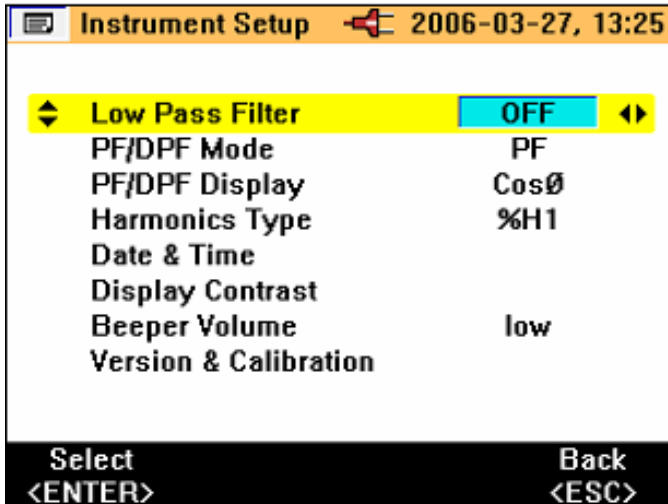 Instrument Setup 2006-03-27, 13:25
Low Pass Filter OFF
PF/DPF Mode PF
PF/DPF Display CosØ
Harmonics Type %H1
Date & Time
Display Contrast
Beeper Volume low
Version & Calibration
Select Back
<ENTER> <ESC>